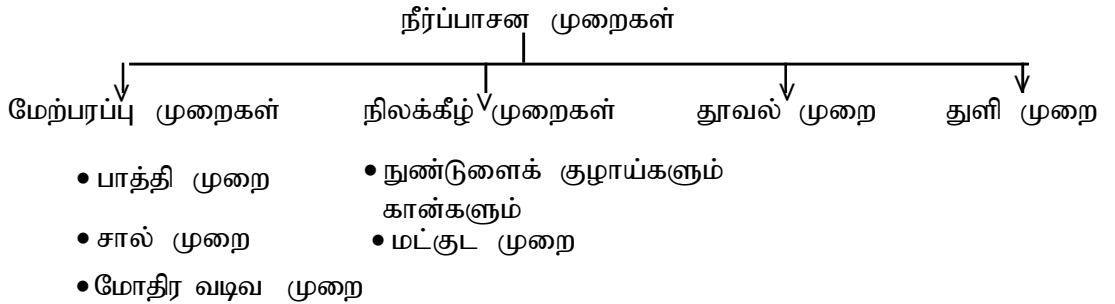 நீர்ப்பாசன முறைகள்
மேற்பரப்பு முறைகள் நிலக்கீழ் முறைகள் தூவல் முறை துளி முறை
• பாத்தி முறை
• சால் முறை
• மோதிர வடிவ முறை
• நுண்டுளைக் குழாய்களும்
கான்களும்
• மட்குட முறை